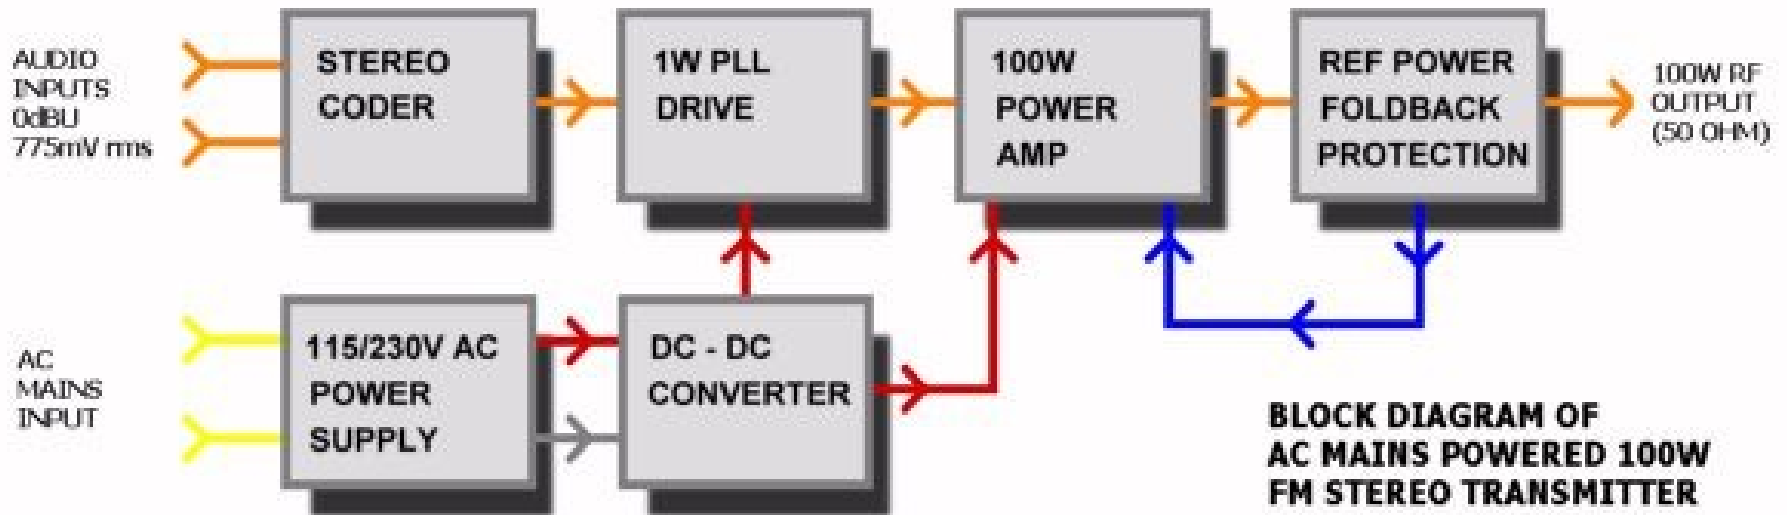 AUDIO
INPUTS
0dBU
775mV rms
STEREO
CODER
1W PLL
DRIVE
100W
POWER
AMP
REF POWER
FOLDBACK
PROTECTION
100W RF
OUTPUT
(50 OHM)
AC
MAINS
INPUT
115/230V AC
POWER
SUPPLY
DC - DC
CONVERTER
BLOCK DIAGRAM OF
AC MAINS POWERED 100W
FM STEREO TRANSMITTER